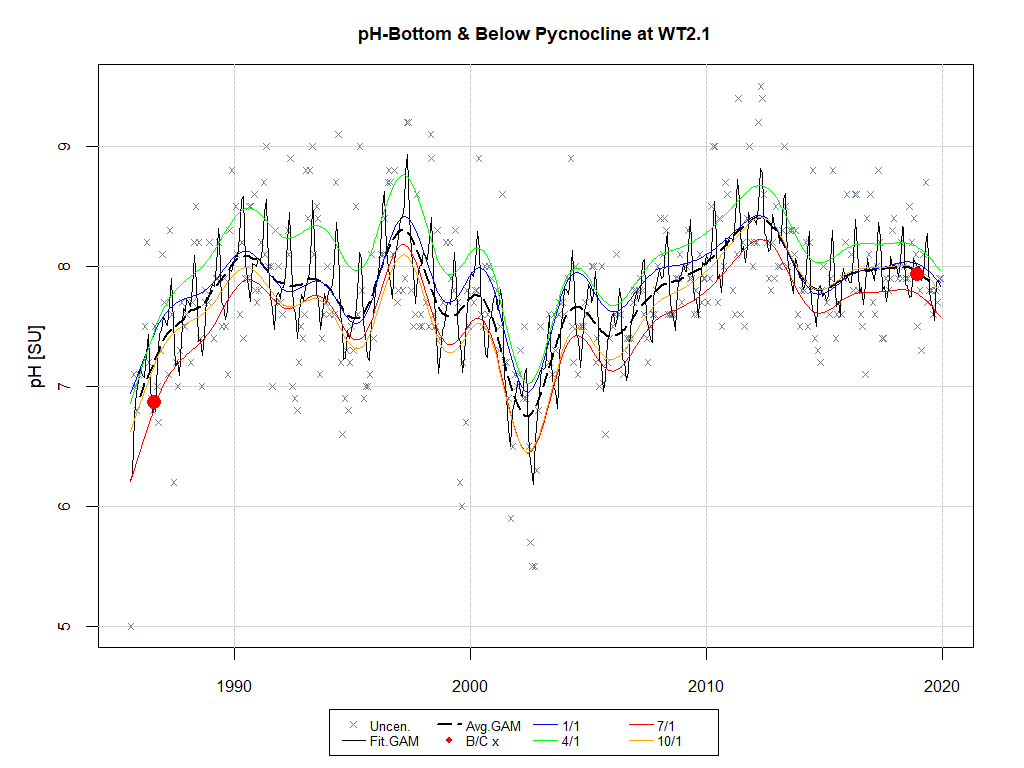 pH-Bottom & Below Pycnocline at WT2.1
pH [SU]
9
8
7
6
5
1990 2000 2010 2020
Uncen. Avg.GAM 1/1 7/1
Fit.GAM B/C x 4/1 10/1